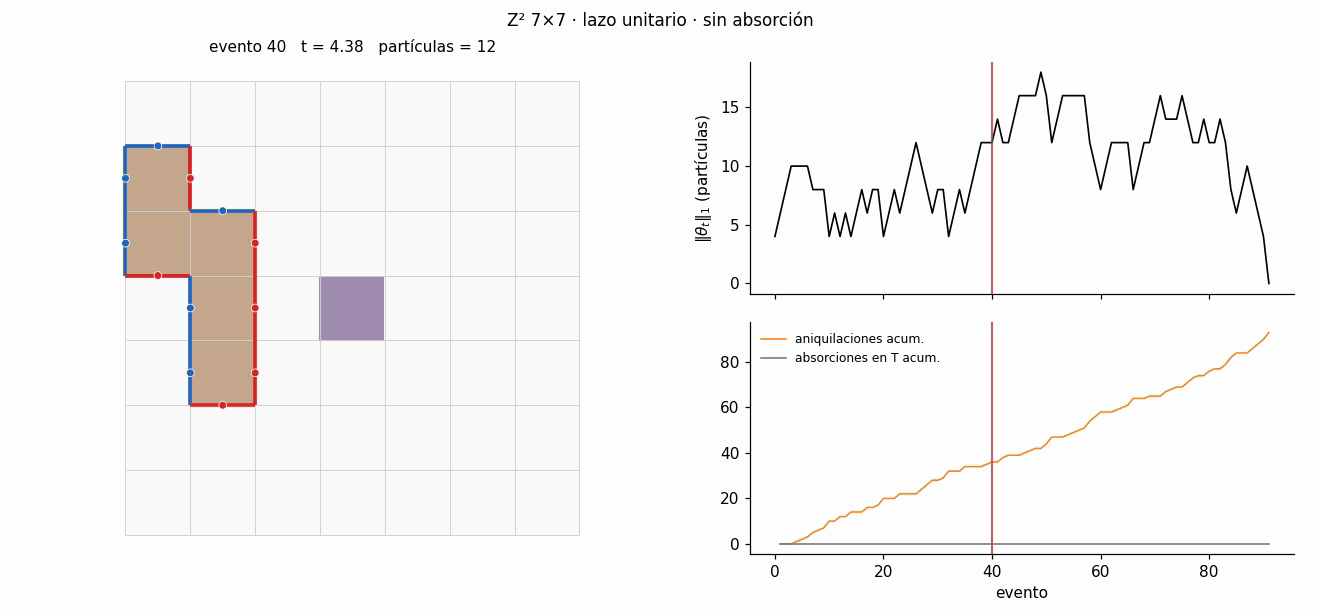 Z² 7×7 · lazo unitario · sin absorción
evento 40   t = 4.38   partículas = 12
‖θₜ‖₁ (partículas)
15
10
5
0
aniquilaciones acum.
absorciones en T acum.
80
60
40
20
0
0 20 40 60 80
evento